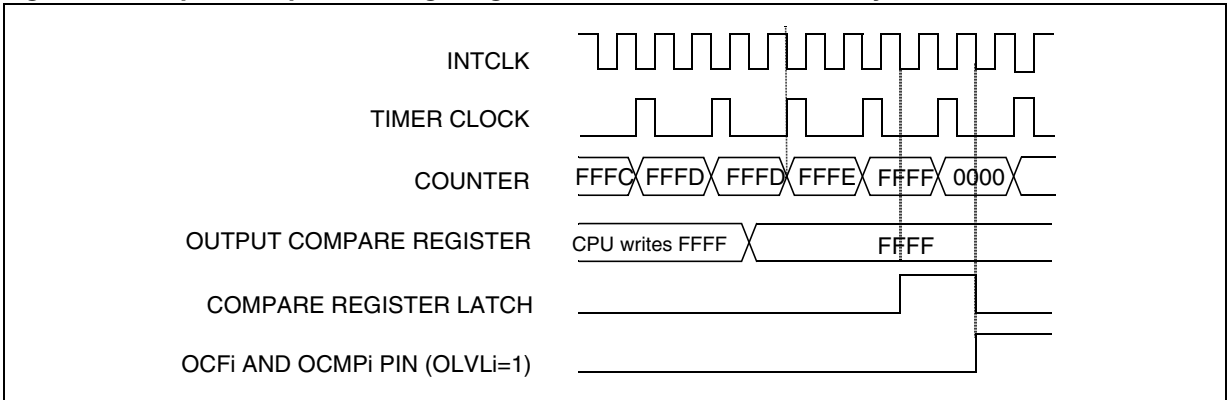 INTCLK
TIMER CLOCK
COUNTER FFFC FFFD FFFD FFFE FFFF 0000
OUTPUT COMPARE REGISTER CPU writes FFFF FFFF
COMPARE REGISTER LATCH
OCFi AND OCMPi PIN (OLVLi=1)